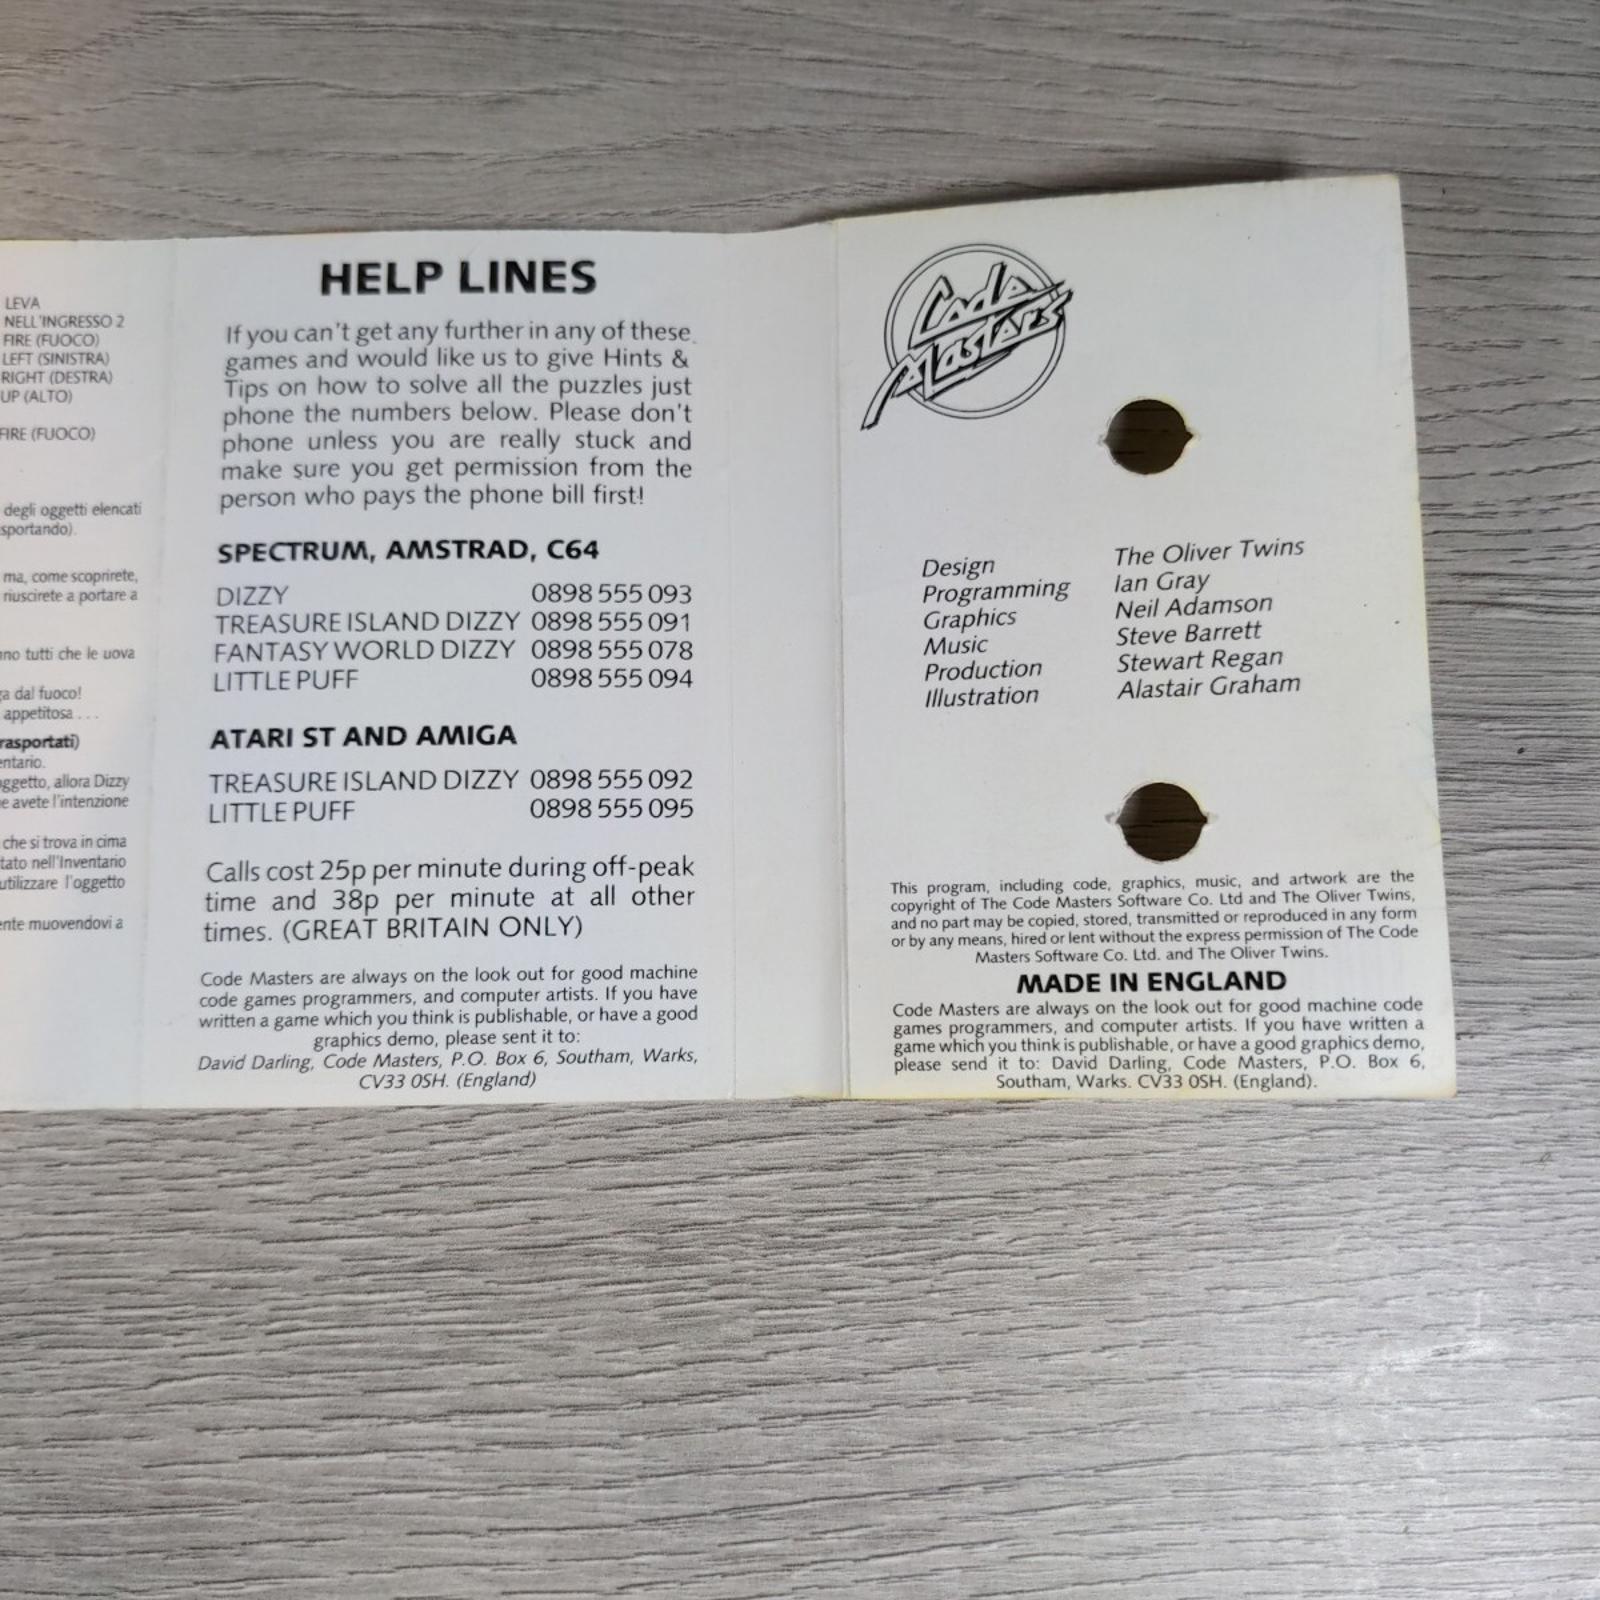 LEVA
NELL'INGRESSO 2
FIRE (FUOCO)
LEFT (SINISTRA)
RIGHT (DESTRA)
UP (ALTO)
FIRE (FUOCO)
degli oggetti elencati
sportando).
ma, come scoprirete,
riuscirete a portare a
nno tutti che le uova
ga dal fuoco!
appetitosa . . .
rasportati)
entario.
oggetto, allora Dizzy
ne avete l'intenzione
che si trova in cima
tato nell'Inventario
utilizzare l'oggetto
ente muovendovi a
HELP LINES
If you can't get any further in any of these
games and would like us to give Hints &
Tips on how to solve all the puzzles just
phone the numbers below. Please don't
phone unless you are really stuck and
make sure you get permission from the
person who pays the phone bill first!
SPECTRUM, AMSTRAD, C64
DIZZY 0898 555 093
TREASURE ISLAND DIZZY 0898 555 091
FANTASY WORLD DIZZY 0898 555 078
LITTLE PUFF 0898 555 094
ATARI ST AND AMIGA
TREASURE ISLAND DIZZY 0898 555 092
LITTLE PUFF 0898 555 095
Calls cost 25p per minute during off-peak
time and 38p per minute at all other
times. (GREAT BRITAIN ONLY)
Code Masters are always on the look out for good machine
code games programmers, and computer artists. If you have
written a game which you think is publishable, or have a good
graphics demo, please sent it to:
David Darling, Code Masters, P.O. Box 6, Southam, Warks,
CV33 0SH. (England)
Code
Masters
Design The Oliver Twins
Programming Ian Gray
Graphics Neil Adamson
Music Steve Barrett
Production Stewart Regan
Illustration Alastair Graham
This program, including code, graphics, music, and artwork are the
copyright of The Code Masters Software Co. Ltd and The Oliver Twins,
and no part may be copied, stored, transmitted or reproduced in any form
or by any means, hired or lent without the express permission of The Code
Masters Software Co. Ltd. and The Oliver Twins.
MADE IN ENGLAND
Code Masters are always on the look out for good machine code
games programmers, and computer artists. If you have written a
game which you think is publishable, or have a good graphics demo,
please send it to: David Darling, Code Masters, P.O. Box 6,
Southam, Warks. CV33 0SH. (England).